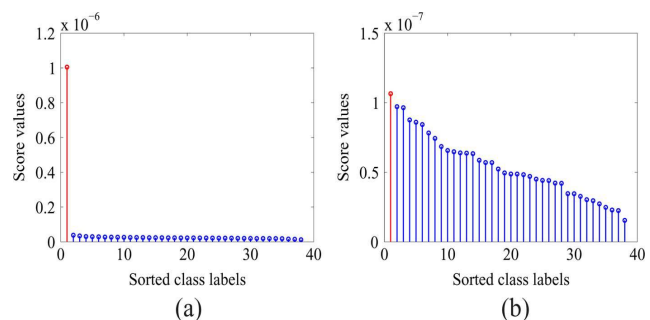 x 10⁻⁶
1.2
1
0.8
0.6
0.4
0.2
0
0 10 20 30 40
Score values
Sorted class labels
(a)
x 10⁻⁷
1.5
1
0.5
0
0 10 20 30 40
Score values
Sorted class labels
(b)